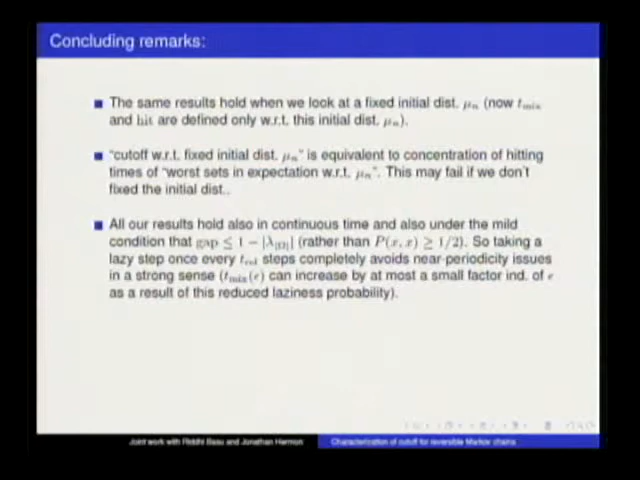 Concluding remarks:
The same results hold when we look at a fixed initial dist. μₙ (now t_mix
and hit are defined only w.r.t. this initial dist. μₙ).
"cutoff w.r.t. fixed initial dist. μₙ" is equivalent to concentration of hitting
times of "worst sets in expectation w.r.t. μₙ". This may fail if we don't
fixed the initial dist..
All our results hold also in continuous time and also under the mild
condition that gap ≤ 1 − |λ_|Ω|| (rather than P(x, x) ≥ 1/2). So taking a
lazy step once every t_rel steps completely avoids near-periodicity issues
in a strong sense (t_mix(ε) can increase by at most a small factor ind. of ε
as a result of this reduced laziness probability).
Joint work with Riddhi Basu and Jonathan Hermon
Characterization of cutoff for reversible Markov chains